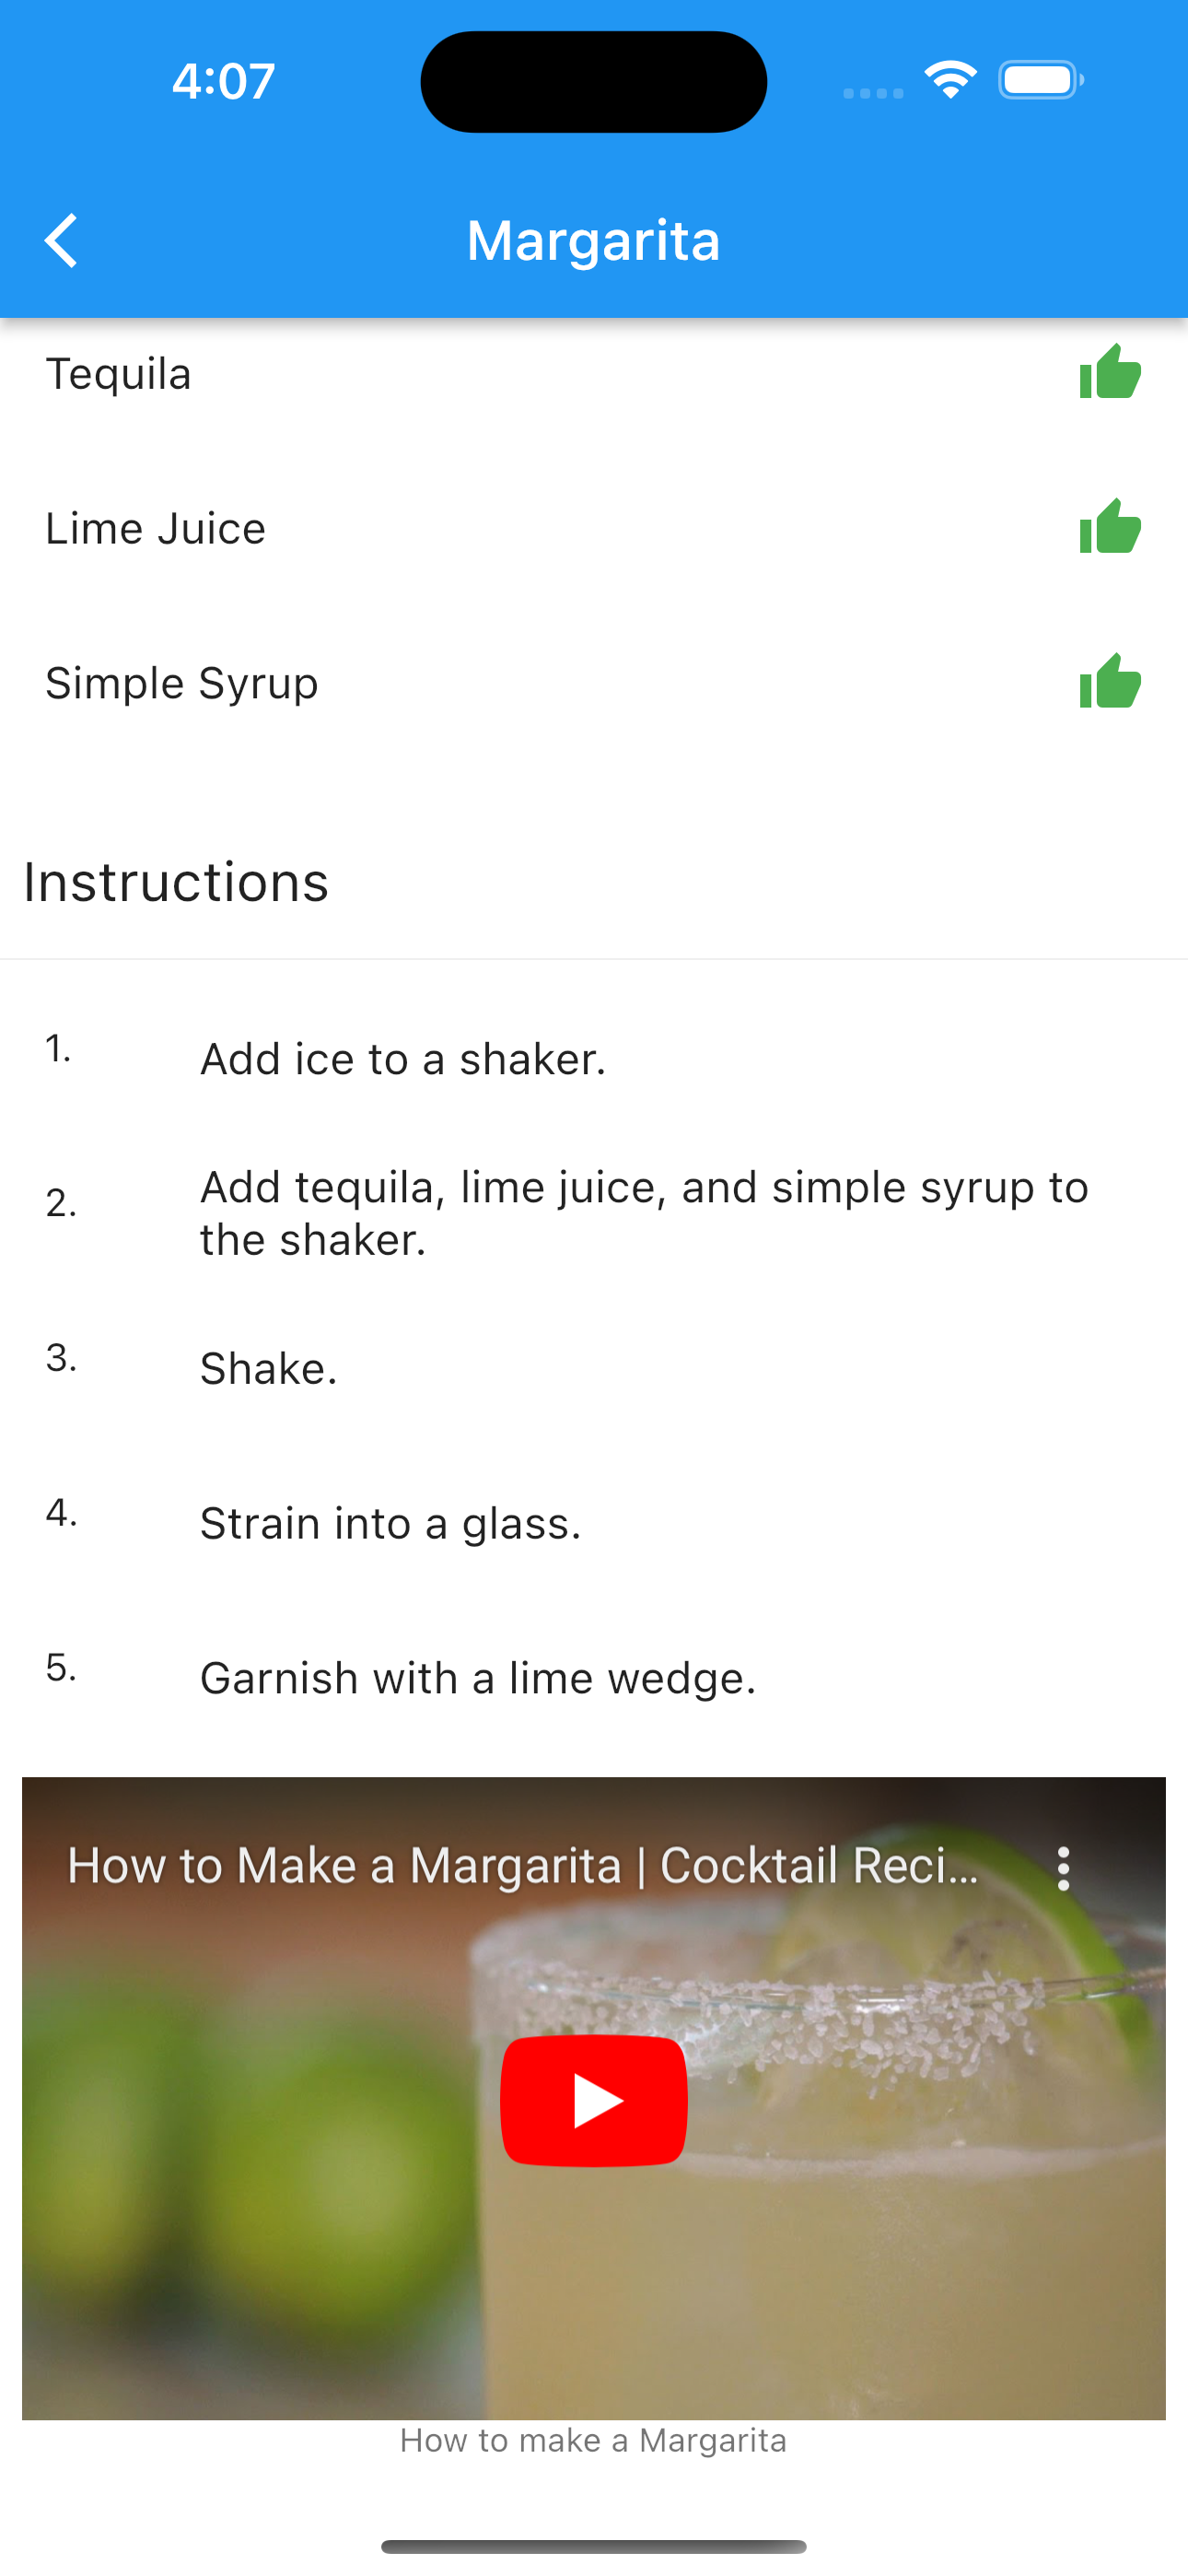 4:07
Margarita
Tequila
Lime Juice
Simple Syrup
Instructions
1. Add ice to a shaker.
2. Add tequila, lime juice, and simple syrup to
the shaker.
3. Shake.
4. Strain into a glass.
5. Garnish with a lime wedge.
How to Make a Margarita | Cocktail Reci...
How to make a Margarita